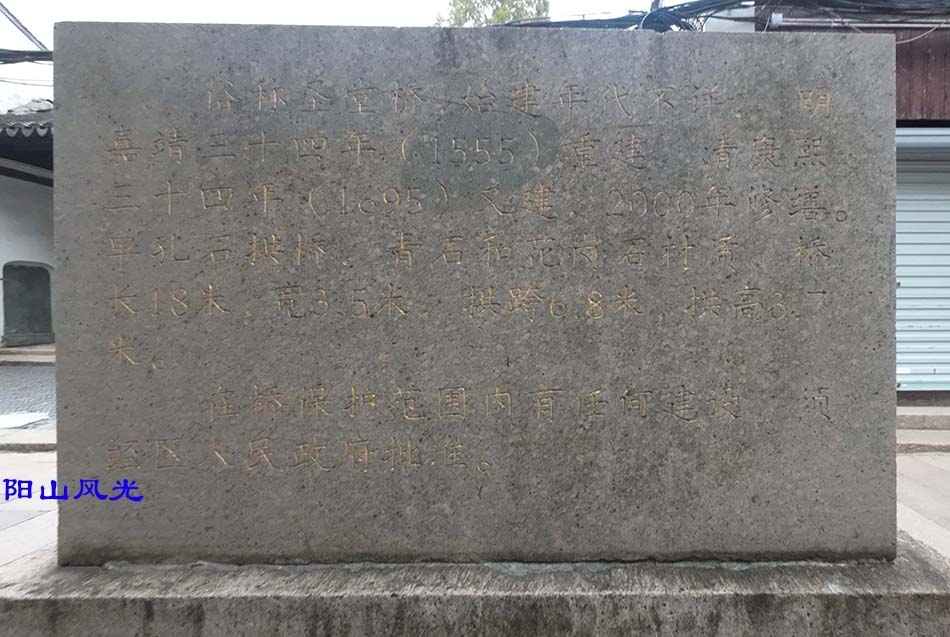 俗称圣堂桥,始建年代不详。明
嘉靖三十四年(1555)重建,清康熙
三十四年(1695)又建,2000年修缮。
单孔石拱桥,青石和花岗石材质,桥
长18米,宽3.5米,拱跨6.8米,拱高3.7
米。
在桥保护范围内有任何建设,须
经区人民政府批准。
阳山风光